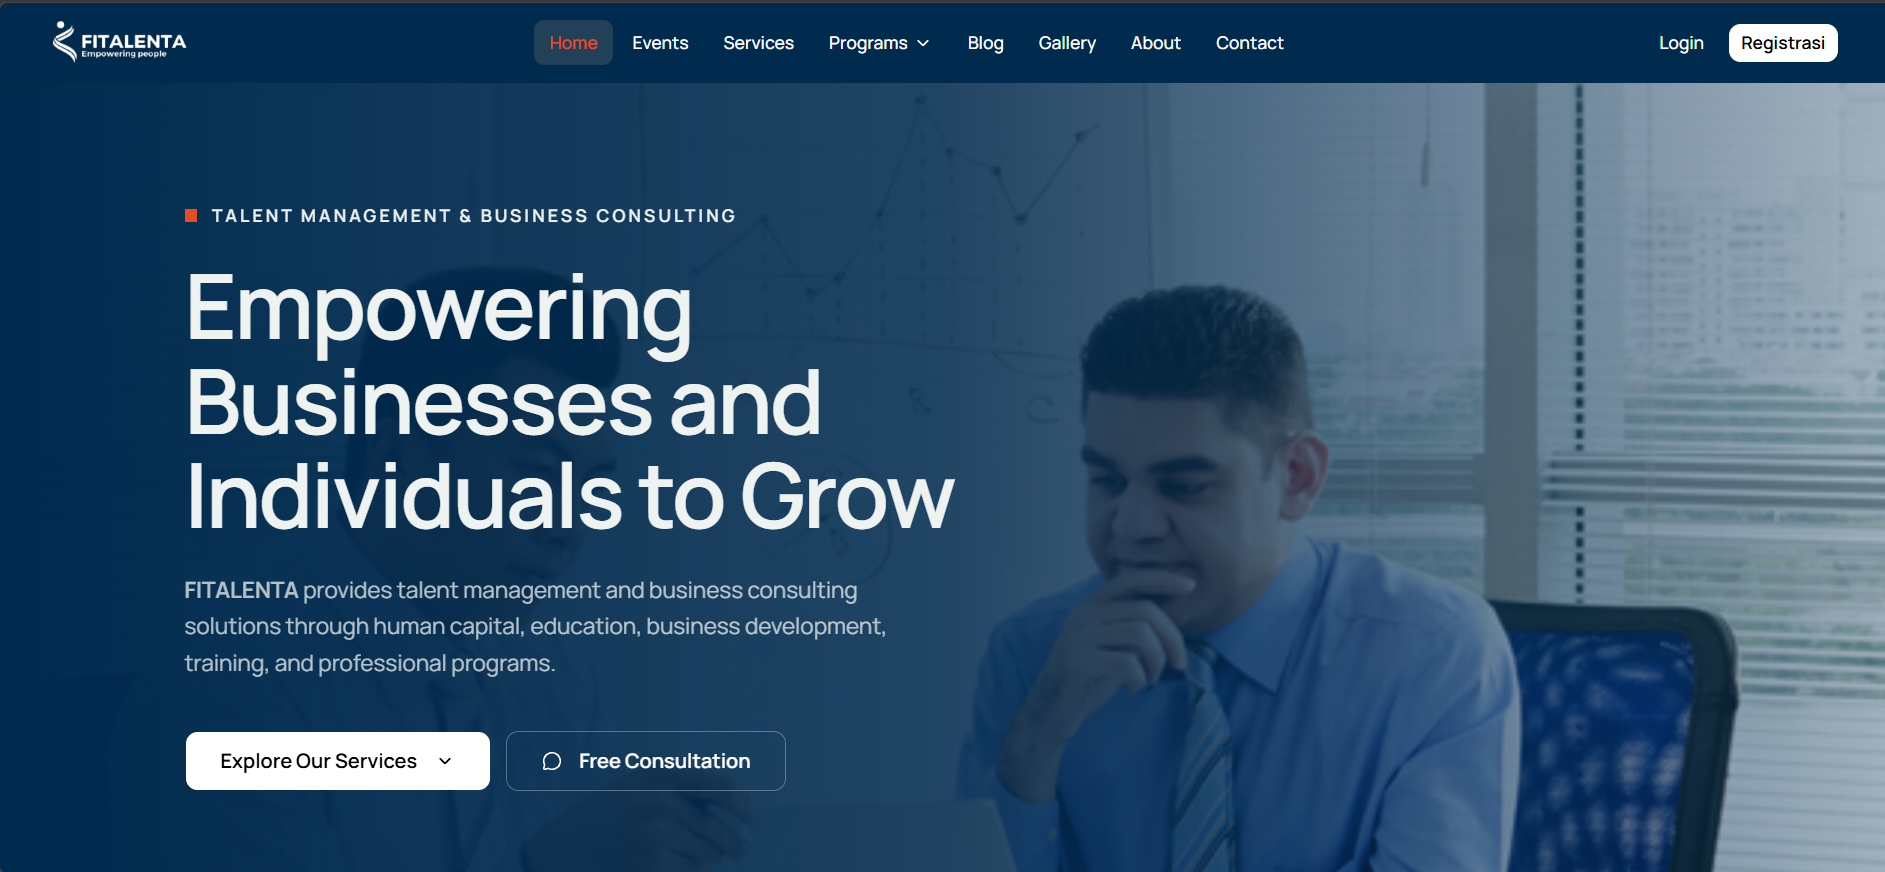 FITALENTA
Empowering people
Home
Events
Services
Programs
Blog
Gallery
About
Contact
Login
Registrasi
TALENT MANAGEMENT & BUSINESS CONSULTING
Empowering
Businesses and
Individuals to Grow
FITALENTA provides talent management and business consulting
solutions through human capital, education, business development,
training, and professional programs.
Explore Our Services
Free Consultation